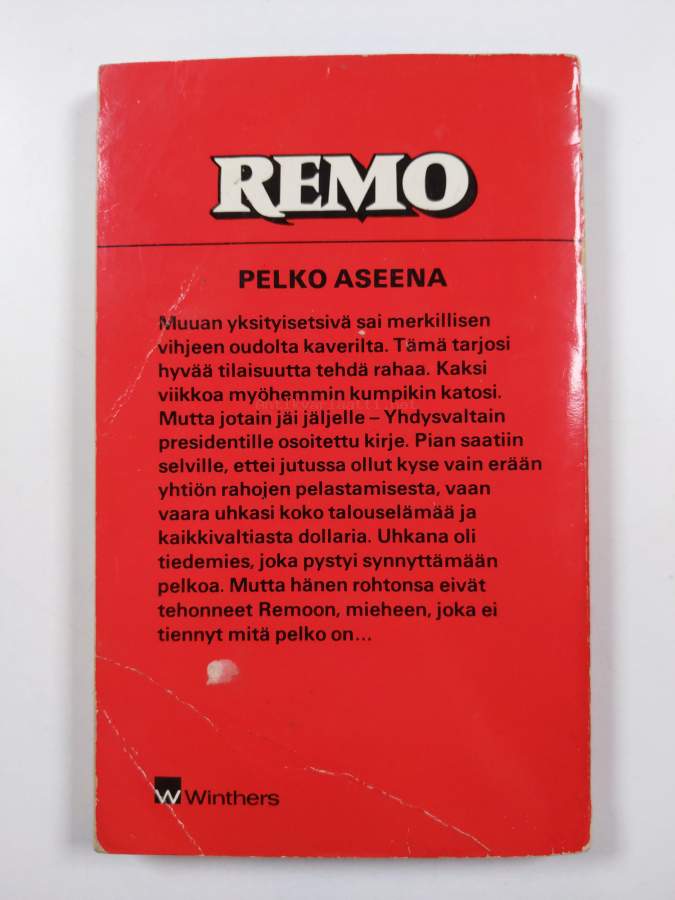 REMO
PELKO ASEENA
Muuan yksityisetsivä sai merkillisen
vihjeen oudolta kaverilta. Tämä tarjosi
hyvää tilaisuutta tehdä rahaa. Kaksi
viikkoa myöhemmin kumpikin katosi.
Mutta jotain jäi jäljelle – Yhdysvaltain
presidentille osoitettu kirje. Pian saatiin
selville, ettei jutussa ollut kyse vain erään
yhtiön rahojen pelastamisesta, vaan
vaara uhkasi koko talouselämää ja
kaikkivaltiasta dollaria. Uhkana oli
tiedemies, joka pystyi synnyttämään
pelkoa. Mutta hänen rohtonsa eivät
tehonneet Remoon, mieheen, joka ei
tiennyt mitä pelko on...
W Winthers